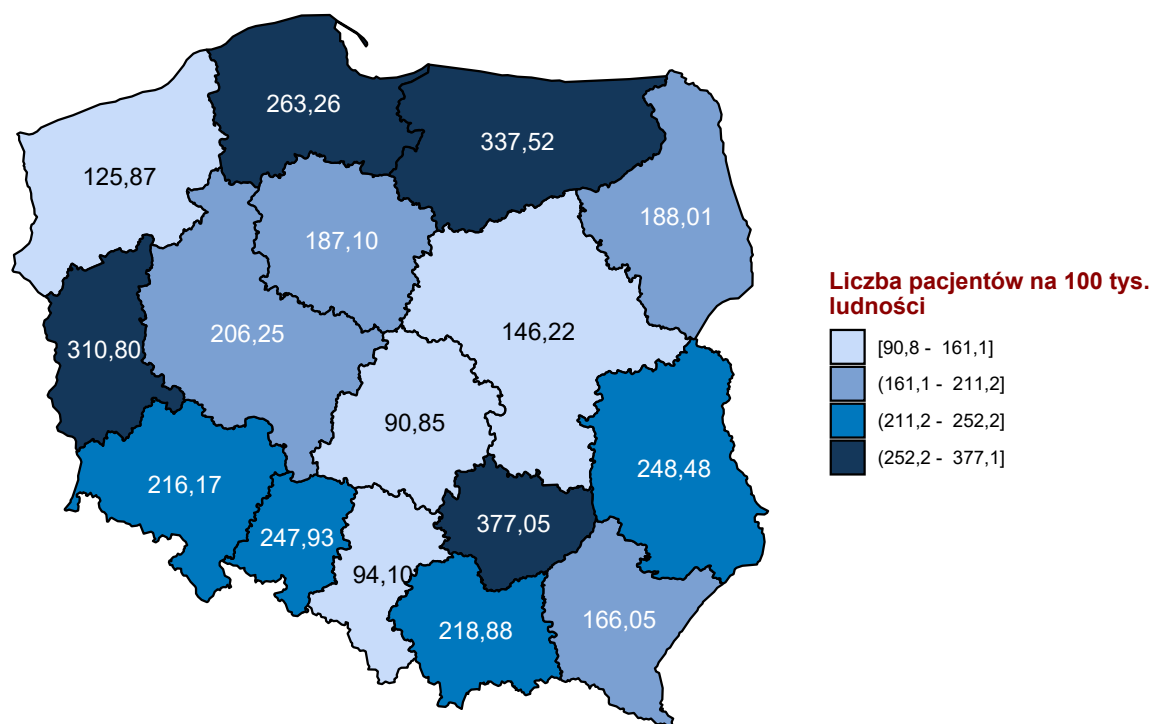 263,26
337,52
125,87
188,01
187,10
206,25
146,22
310,80
90,85
248,48
216,17
377,05
247,93
94,10
166,05
218,88
Liczba pacjentów na 100 tys.
ludności
[90,8 - 161,1]
(161,1 - 211,2]
(211,2 - 252,2]
(252,2 - 377,1]